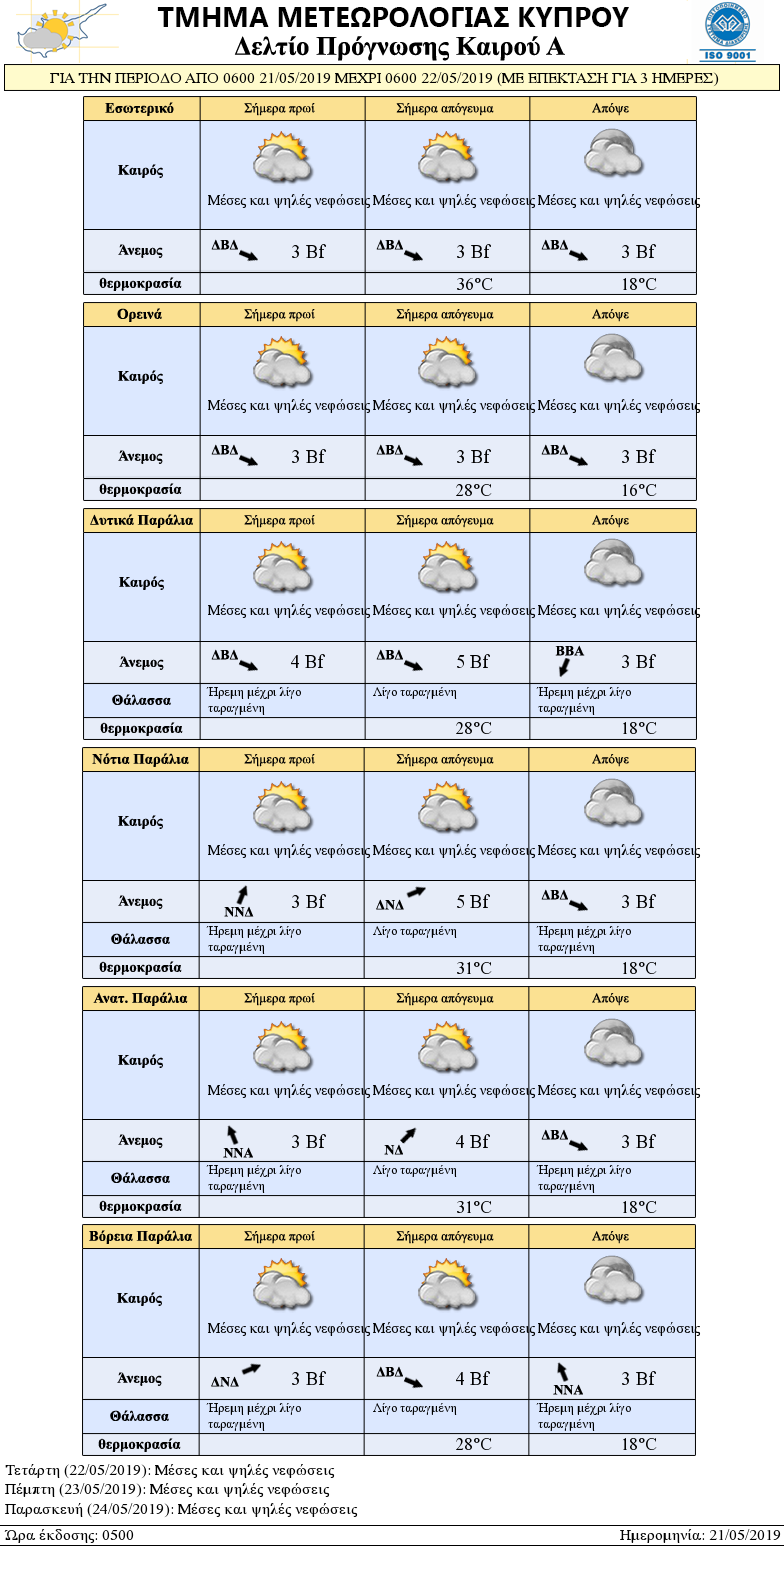 ΤΜΗΜΑ ΜΕΤΕΩΡΟΛΟΓΙΑΣ ΚΥΠΡΟΥ
Δελτίο Πρόγνωσης Καιρού Α
ISO 9001
ΓΙΑ ΤΗΝ ΠΕΡΙΟΔΟ ΑΠΟ 0600 21/05/2019 ΜΕΧΡΙ 0600 22/05/2019 (ΜΕ ΕΠΕΚΤΑΣΗ ΓΙΑ 3 ΗΜΕΡΕΣ)
Εσωτερικό Σήμερα πρωί Σήμερα απόγευμα Απόψε
Καιρός
Μέσες και ψηλές νεφώσεις Μέσες και ψηλές νεφώσεις Μέσες και ψηλές νεφώσεις
Άνεμος ΔΒΔ 3 Bf ΔΒΔ 3 Bf ΔΒΔ 3 Bf
θερμοκρασία 36°C 18°C
Ορεινά Σήμερα πρωί Σήμερα απόγευμα Απόψε
Καιρός
Μέσες και ψηλές νεφώσεις Μέσες και ψηλές νεφώσεις Μέσες και ψηλές νεφώσεις
Άνεμος ΔΒΔ 3 Bf ΔΒΔ 3 Bf ΔΒΔ 3 Bf
θερμοκρασία 28°C 16°C
Δυτικά Παράλια Σήμερα πρωί Σήμερα απόγευμα Απόψε
Καιρός
Μέσες και ψηλές νεφώσεις Μέσες και ψηλές νεφώσεις Μέσες και ψηλές νεφώσεις
Άνεμος ΔΒΔ 4 Bf ΔΒΔ 5 Bf ΒΒΑ 3 Bf
Θάλασσα Ήρεμη μέχρι λίγο ταραγμένη Λίγο ταραγμένη Ήρεμη μέχρι λίγο ταραγμένη
θερμοκρασία 28°C 18°C
Νότια Παράλια Σήμερα πρωί Σήμερα απόγευμα Απόψε
Καιρός
Μέσες και ψηλές νεφώσεις Μέσες και ψηλές νεφώσεις Μέσες και ψηλές νεφώσεις
Άνεμος ΝΝΔ 3 Bf ΔΝΔ 5 Bf ΔΒΔ 3 Bf
Θάλασσα Ήρεμη μέχρι λίγο ταραγμένη Λίγο ταραγμένη Ήρεμη μέχρι λίγο ταραγμένη
θερμοκρασία 31°C 18°C
Ανατ. Παράλια Σήμερα πρωί Σήμερα απόγευμα Απόψε
Καιρός
Μέσες και ψηλές νεφώσεις Μέσες και ψηλές νεφώσεις Μέσες και ψηλές νεφώσεις
Άνεμος ΝΝΑ 3 Bf ΝΔ 4 Bf ΔΒΔ 3 Bf
Θάλασσα Ήρεμη μέχρι λίγο ταραγμένη Λίγο ταραγμένη Ήρεμη μέχρι λίγο ταραγμένη
θερμοκρασία 31°C 18°C
Βόρεια Παράλια Σήμερα πρωί Σήμερα απόγευμα Απόψε
Καιρός
Μέσες και ψηλές νεφώσεις Μέσες και ψηλές νεφώσεις Μέσες και ψηλές νεφώσεις
Άνεμος ΔΝΔ 3 Bf ΔΒΔ 4 Bf ΝΝΑ 3 Bf
Θάλασσα Ήρεμη μέχρι λίγο ταραγμένη Λίγο ταραγμένη Ήρεμη μέχρι λίγο ταραγμένη
θερμοκρασία 28°C 18°C
Τετάρτη (22/05/2019): Μέσες και ψηλές νεφώσεις
Πέμπτη (23/05/2019): Μέσες και ψηλές νεφώσεις
Παρασκευή (24/05/2019): Μέσες και ψηλές νεφώσεις
Ώρα έκδοσης: 0500 Ημερομηνία: 21/05/2019